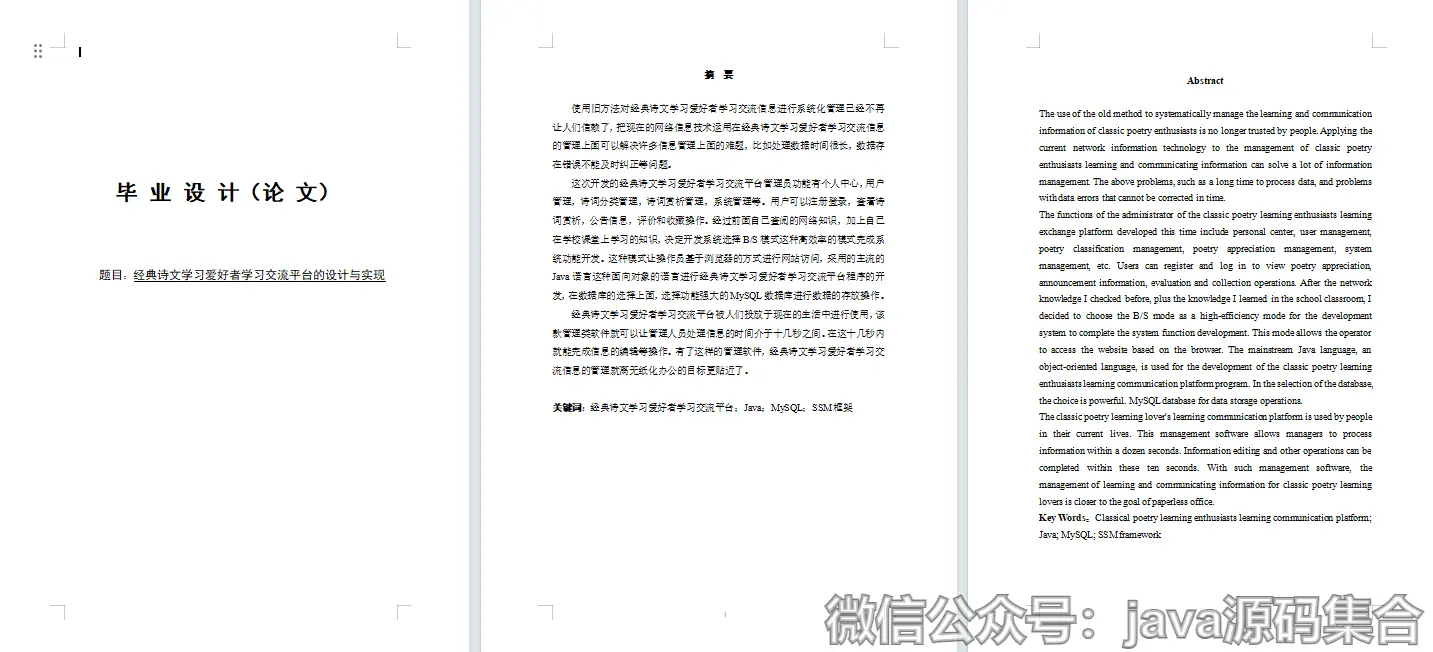 毕 业 设 计（论 文）
题目：经典诗文学习爱好者学习交流平台的设计与实现
摘 要
使用旧方法对经典诗文学习爱好者学习交流信息进行系统化管理已经不再
让人们信赖了，把现在的网络信息技术运用在经典诗文学习爱好者学习交流信息
的管理上面可以解决许多信息管理上面的难题，比如处理数据时间很长，数据存
在错误不能及时纠正等问题。
这次开发的经典诗文学习爱好者学习交流平台管理员功能有个人中心，用户
管理，诗词分类管理，诗词赏析管理，系统管理等。用户可以注册登录，查看诗
词赏析，公告信息，评价和收藏操作。经过前面自己查阅的网络知识，加上自己
在学校课堂上学习的知识，决定开发系统选择 B/S 模式这种高效率的模式完成系
统功能开发。这种模式让操作员基于浏览器的方式进行网站访问，采用的主流的
Java 语言这种面向对象的语言进行经典诗文学习爱好者学习交流平台程序的开
发，在数据库的选择上面，选择功能强大的 MySQL 数据库进行数据的存放操作。
经典诗文学习爱好者学习交流平台被人们投放于现在的生活中进行使用，该
款管理类软件就可以让管理人员处理信息的时间介于十几秒之间。在这十几秒内
就能完成信息的编辑等操作。有了这样的管理软件，经典诗文学习爱好者学习交
流信息的管理就离无纸化办公的目标更贴近了。
关键词：经典诗文学习爱好者学习交流平台；Java；MySQL；SSM 框架
Abstract
The use of the old method to systematically manage the learning and communication
information of classic poetry enthusiasts is no longer trusted by people. Applying the
current network information technology to the management of classic poetry
enthusiasts learning and communicating information can solve a lot of information
management. The above problems, such as a long time to process data, and problems
with data errors that cannot be corrected in time.
The functions of the administrator of the classic poetry learning enthusiasts learning
exchange platform developed this time include personal center, user management,
poetry classification management, poetry appreciation management, system
management, etc. Users can register and log in to view poetry appreciation,
announcement information, evaluation and collection operations. After the network
knowledge I checked before, plus the knowledge I learned in the school classroom, I
decided to choose the B/S mode as a high-efficiency mode for the development
system to complete the system function development. This mode allows the operator
to access the website based on the browser. The mainstream Java language, an
object-oriented language, is used for the development of the classic poetry learning
enthusiasts learning communication platform program. In the selection of the database,
the choice is powerful. MySQL database for data storage operations.
The classic poetry learning lover's learning communication platform is used by people
in their current lives. This management software allows managers to process
information within a dozen seconds. Information editing and other operations can be
completed within these ten seconds. With such management software, the
management of learning and communicating information for classic poetry learning
lovers is closer to the goal of paperless office.
Key Words：Classical poetry learning enthusiasts learning communication platform;
Java; MySQL; SSM framework
微信公众号：java源码集合